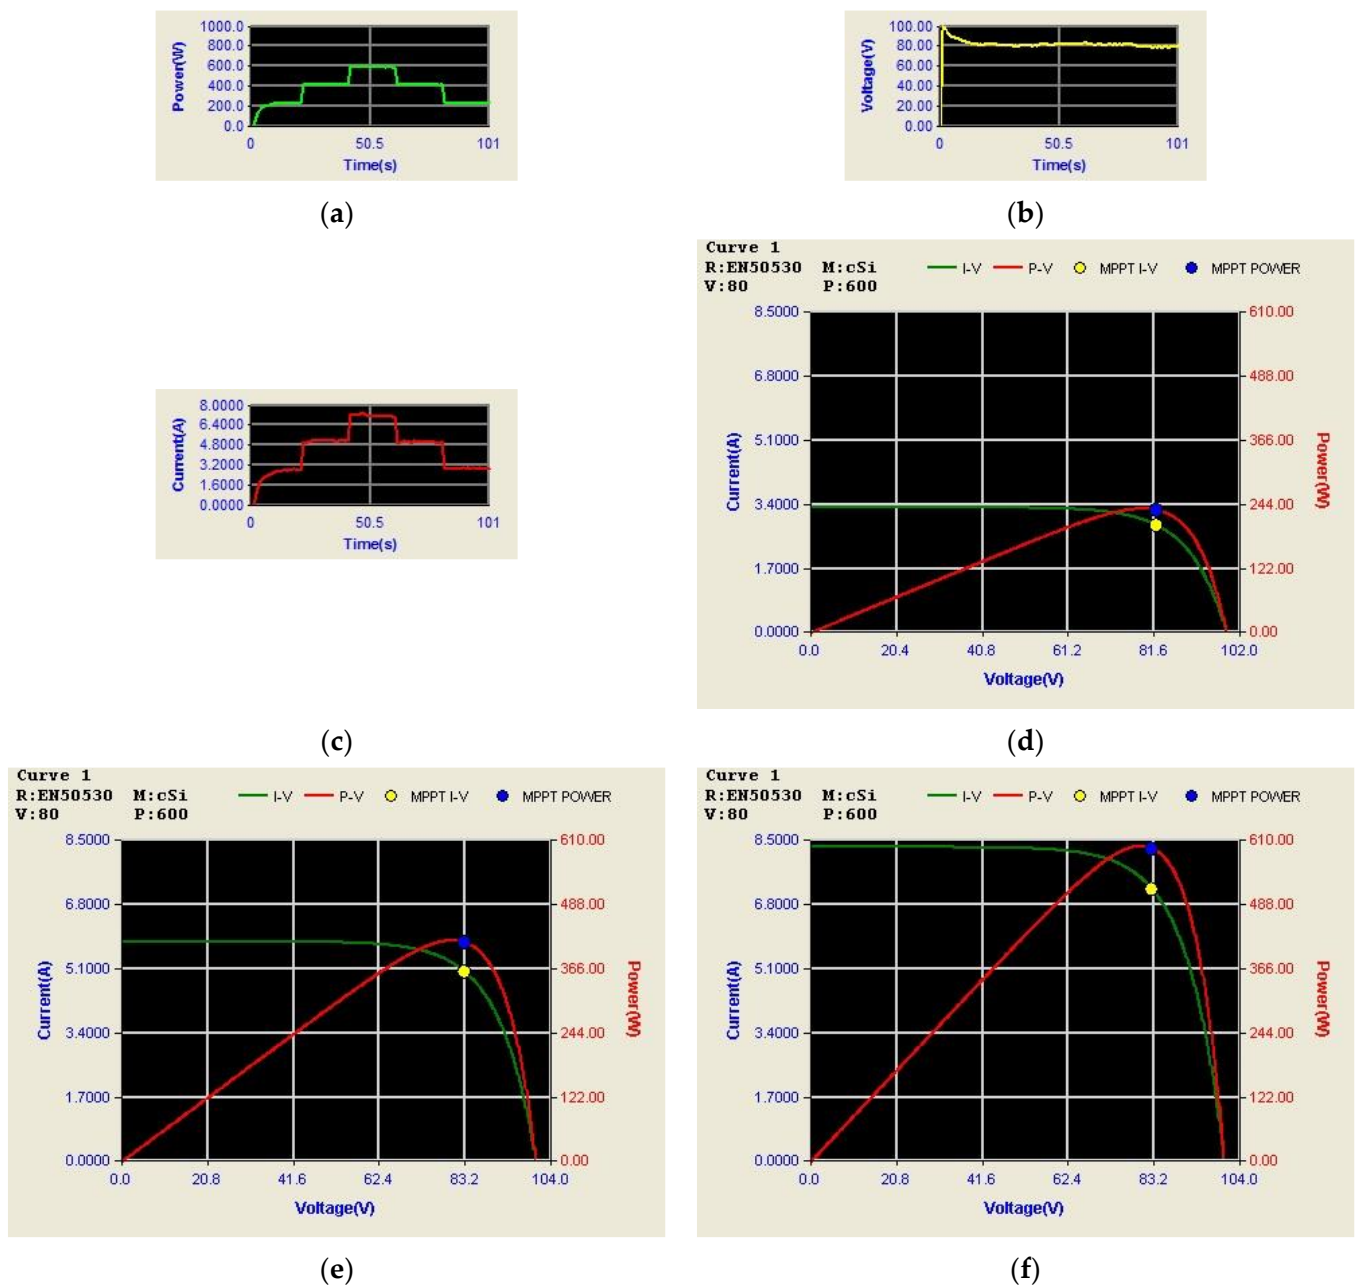 Power(W)
1000.0
800.0
600.0
400.0
200.0
0.0
0 50.5 101
Time(s)
(a)
Voltage(V)
100.00
80.00
60.00
40.00
20.00
0.00
0 50.5 101
Time(s)
(b)
Current(A)
8.0000
6.4000
4.8000
3.2000
1.6000
0.0000
0 50.5 101
Time(s)
(c)
Curve 1
R:EN50530 M:cSi
V:80 P:600
I-V P-V MPPT I-V MPPT POWER
Current(A)
8.5000
6.8000
5.1000
3.4000
1.7000
0.0000
610.00
488.00
366.00
244.00
122.00
0.00
Power(W)
0.0 20.4 40.8 61.2 81.6 102.0
Voltage(V)
(d)
Curve 1
R:EN50530 M:cSi
V:80 P:600
I-V P-V MPPT I-V MPPT POWER
Current(A)
8.5000
6.8000
5.1000
3.4000
1.7000
0.0000
610.00
488.00
366.00
244.00
122.00
0.00
Power(W)
0.0 20.8 41.6 62.4 83.2 104.0
Voltage(V)
(e)
Curve 1
R:EN50530 M:cSi
V:80 P:600
I-V P-V MPPT I-V MPPT POWER
Current(A)
8.5000
6.8000
5.1000
3.4000
1.7000
0.0000
610.00
488.00
366.00
244.00
122.00
0.00
Power(W)
0.0 20.8 41.6 62.4 83.2 104.0
Voltage(V)
(f)